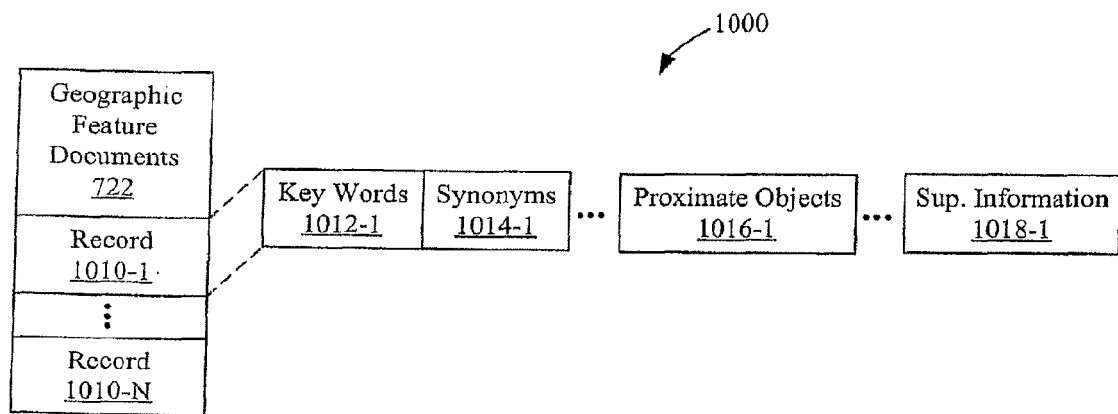 1000
Geographic
Feature
Documents
722
Record
1010-1
Record
1010-N
Key Words
1012-1
Synonyms
1014-1
Proximate Objects
1016-1
Sup. Information
1018-1